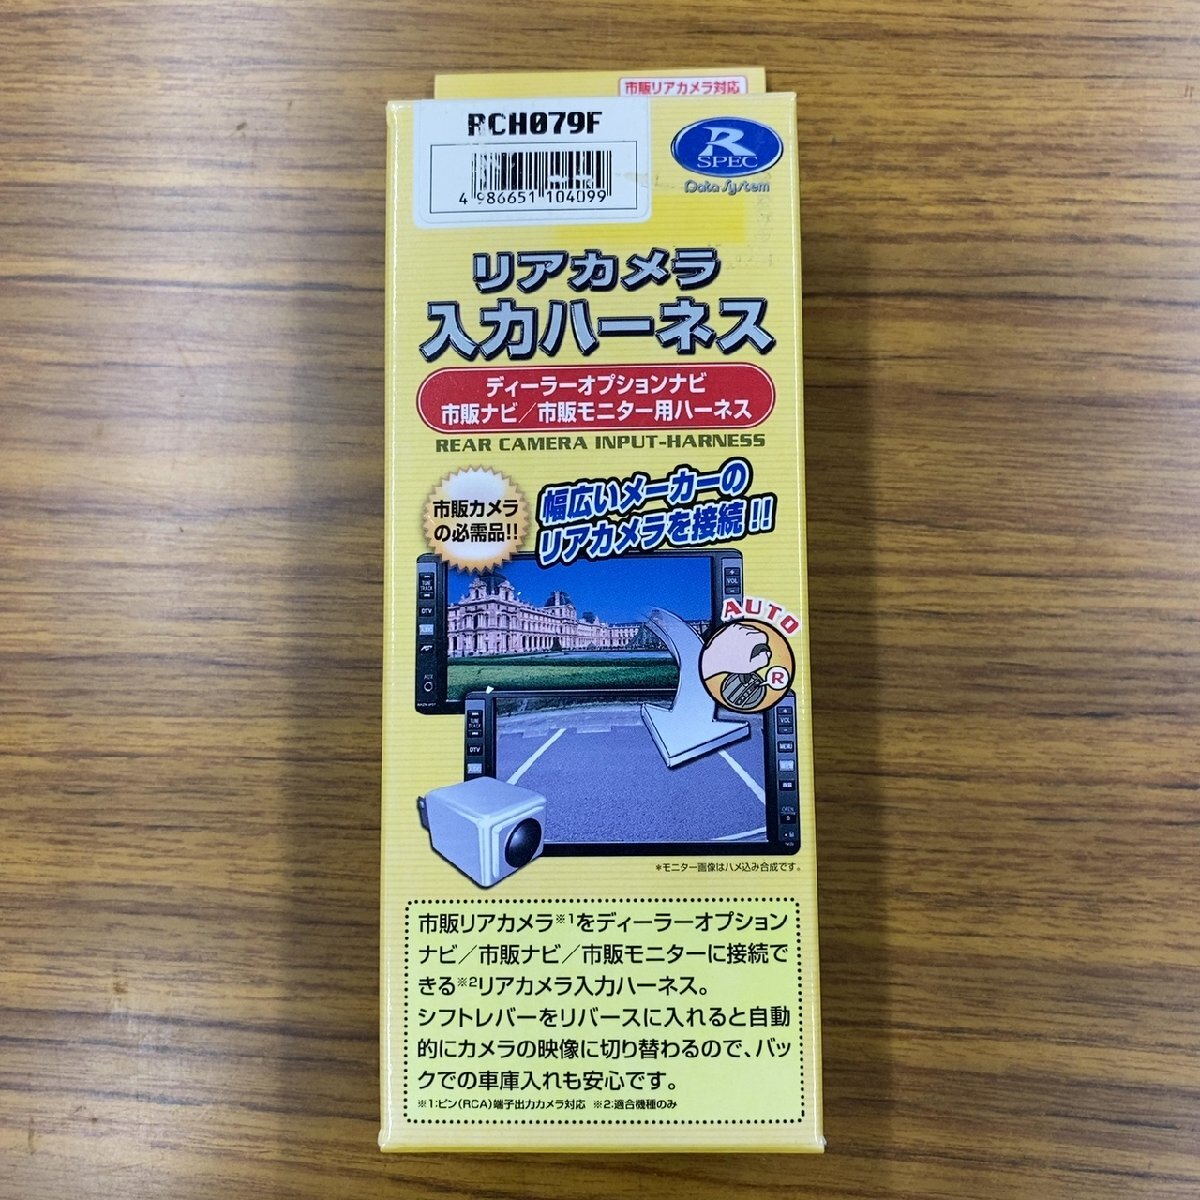 市販リアカメラ対応
RCH079F
4 986651 104099
R
SPEC
Data System
リアカメラ
入力ハーネス
ディーラーオプションナビ
市販ナビ／市販モニター用ハーネス
REAR CAMERA INPUT-HARNESS
市販カメラ
の必需品!!
幅広いメーカーの
リアカメラを接続!!
TUNE
TRACK
DTV
AUX
VOL
AUTO
R
TUNE
TRACK
DTV
VOL
MENU
＊モニター画像はハメ込み合成です。
市販リアカメラ※1をディーラーオプション
ナビ／市販ナビ／市販モニターに接続で
きる※2リアカメラ入力ハーネス。
シフトレバーをリバースに入れると自動
的にカメラの映像に切り替わるので、バッ
クでの車庫入れも安心です。
※1:ピン(RCA)端子出力カメラ対応 ※2:適合機種のみ